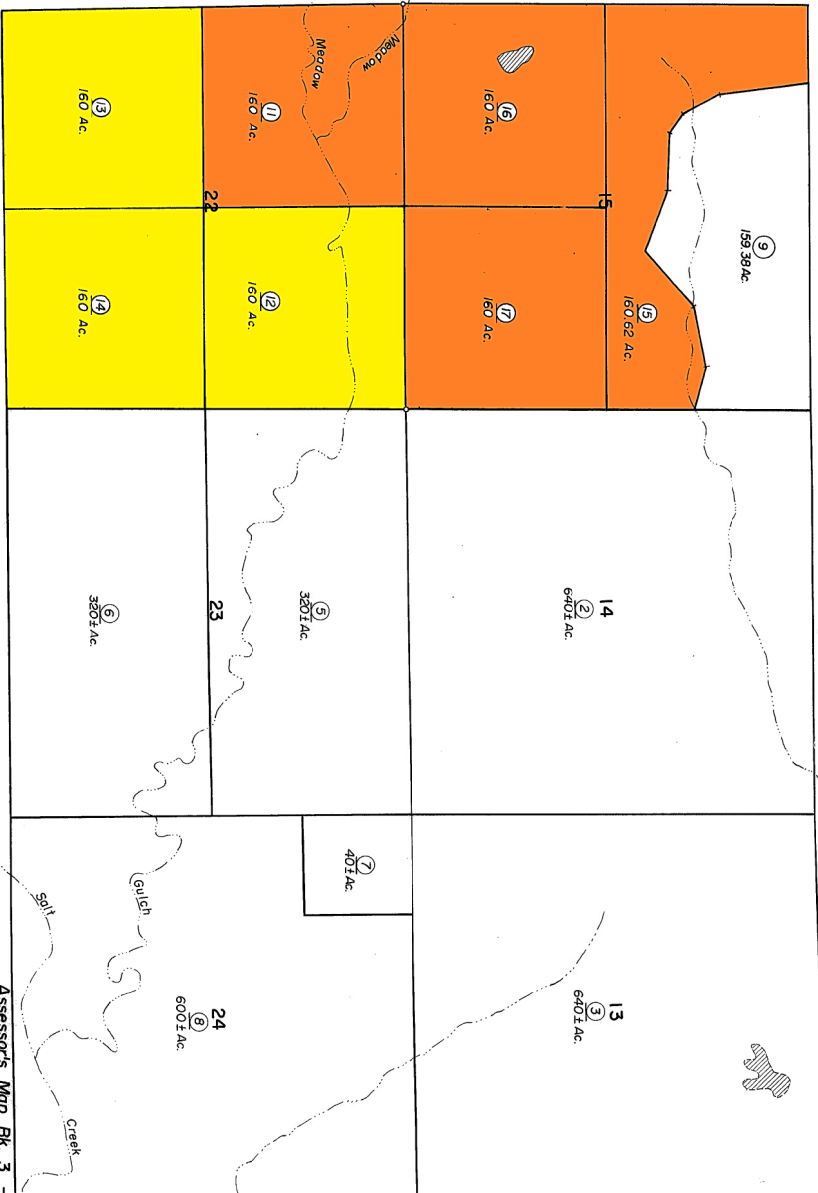 13
160 Ac.
11
160 Ac.
Meadow
Meadow
16
160 Ac.
15
9
159.38 Ac.
22
14
160 Ac.
12
160 Ac.
17
160 Ac.
15
160.62 Ac.
6
320± Ac.
23
5
320± Ac.
14
2
640± Ac.
7
40± Ac.
Gulch
Salt
Creek
24
8
600± Ac.
13
3
640± Ac.
Assessor's Map Bk. 3 -